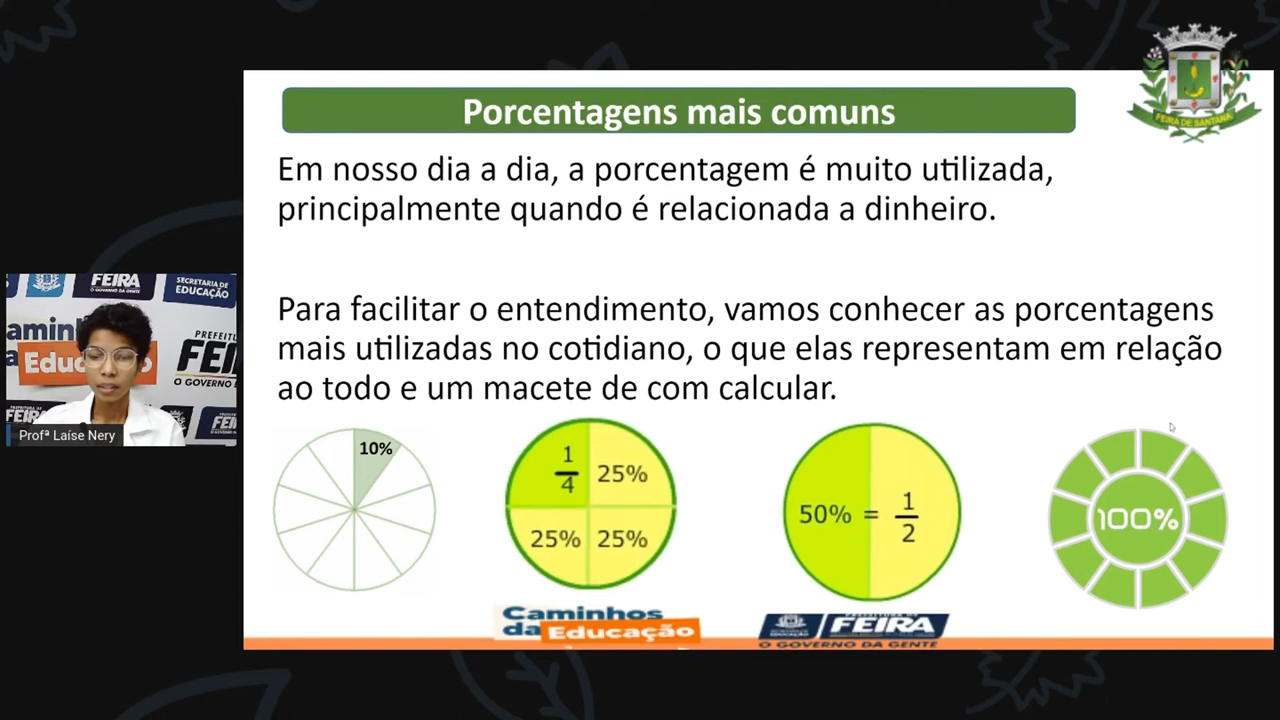 Porcentagens mais comuns
FEIRA DE SANTANA
Em nosso dia a dia, a porcentagem é muito utilizada,
principalmente quando é relacionada a dinheiro.
Para facilitar o entendimento, vamos conhecer as porcentagens
mais utilizadas no cotidiano, o que elas representam em relação
ao todo e um macete de com calcular.
FEIRA
O GOVERNO DA GENTE
SECRETARIA DE
EDUCAÇÃO
Profª Laíse Nery
10%
1
4
25%
25% 25%
50% = 1
2
100%
Caminhos
da Educação
FEIRA
O GOVERNO DA GENTE